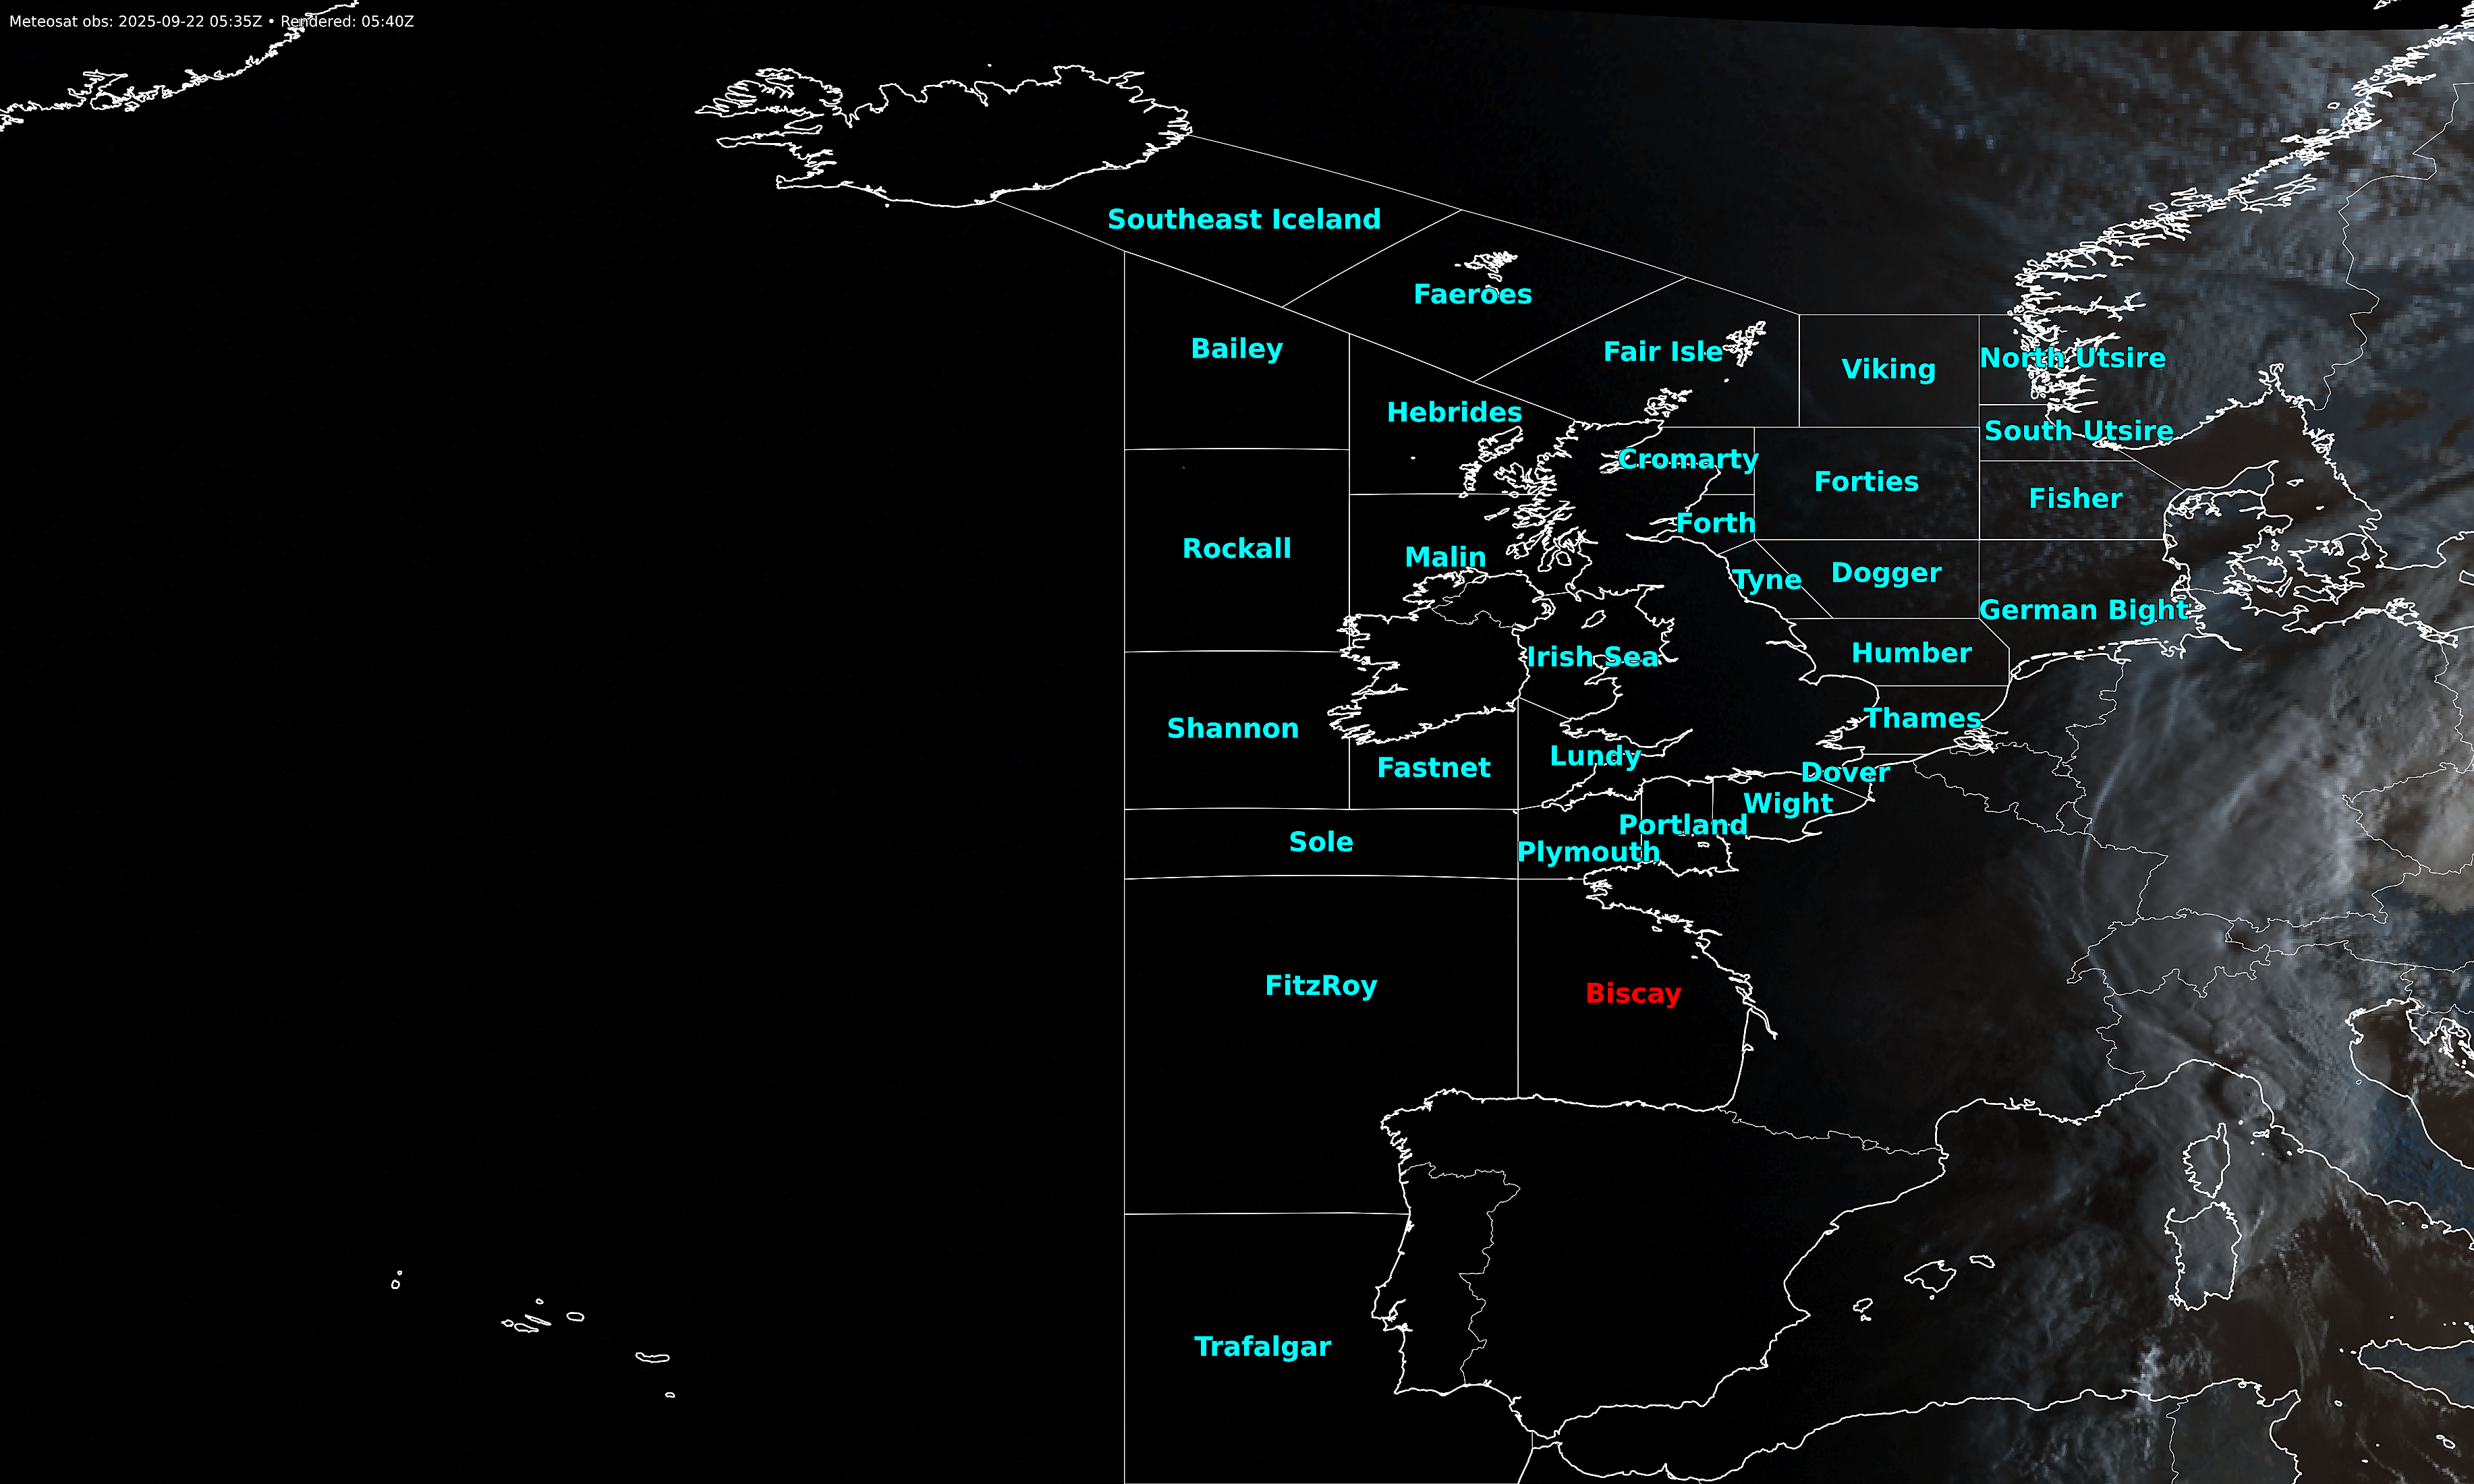 Meteosat obs: 2025-09-22 05:35Z • Rendered: 05:40Z
Southeast Iceland
Faeroes
Bailey
Fair Isle
North Utsire
Viking
Hebrides
South Utsire
Cromarty
Forties
Fisher
Forth
Rockall
Malin
Dogger
Tyne
German Bight
Humber
Irish Sea
Thames
Shannon
Lundy
Fastnet
Dover
Wight
Portland
Sole
Plymouth
FitzRoy
Biscay
Trafalgar